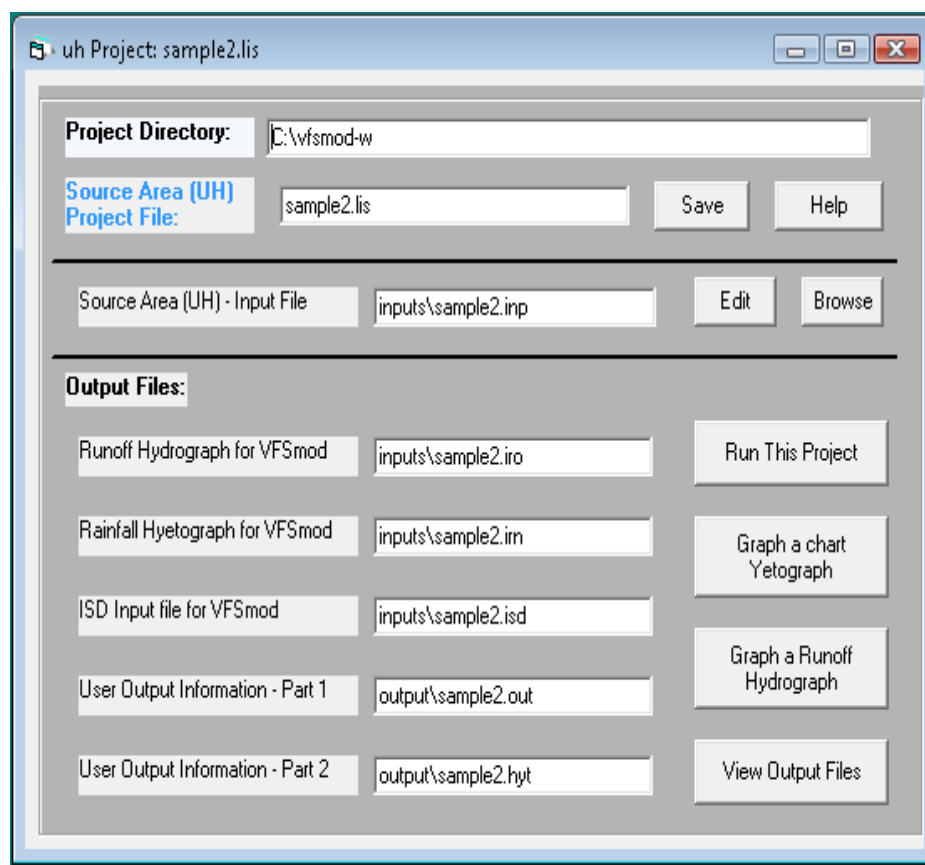 uh Project: sample2.lis
Project Directory:
C:\vfsmod-w
Source Area (UH)
Project File:
sample2.lis
Save
Help
Source Area (UH) - Input File
inputs\sample2.inp
Edit
Browse
Output Files:
Runoff Hydrograph for VFSmod
inputs\sample2.iro
Run This Project
Rainfall Hyetograph for VFSmod
inputs\sample2.irn
Graph a chart
Yetograph
ISD Input file for VFSmod
inputs\sample2.isd
Graph a Runoff
Hydrograph
User Output Information - Part 1
output\sample2.out
User Output Information - Part 2
output\sample2.hyt
View Output Files